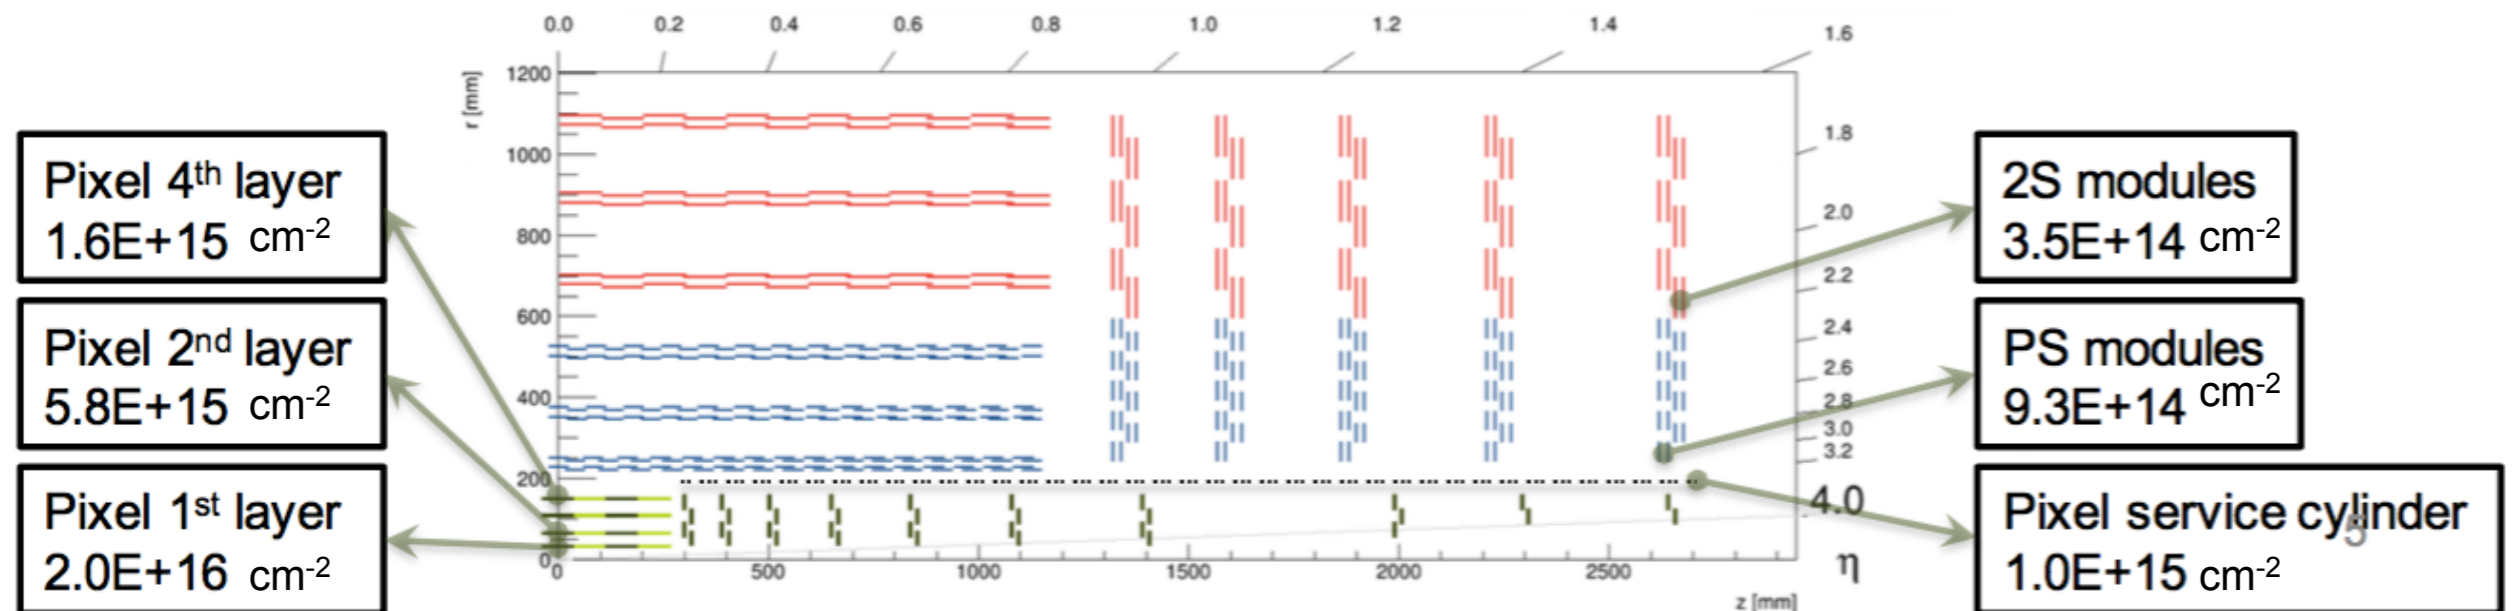 0.0 0.2 0.4 0.6 0.8 1.0 1.2 1.4 1.6
r [mm]
1200
1000
800
600
400
200
0
1.8
2.0
2.2
2.4
2.6
2.8
3.0
3.2
4.0
η
0 500 1000 1500 2000 2500
z [mm]
Pixel 4th layer
1.6E+15 cm-2
Pixel 2nd layer
5.8E+15 cm-2
Pixel 1st layer
2.0E+16 cm-2
2S modules
3.5E+14 cm-2
PS modules
9.3E+14 cm-2
Pixel service cylinder
5
1.0E+15 cm-2